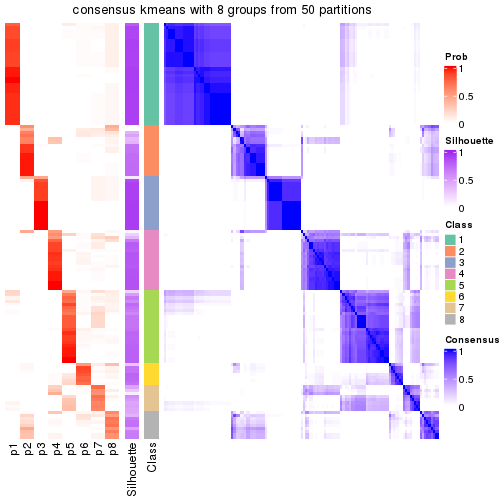 consensus kmeans with 8 groups from 50 partitions
Prob
1
0.5
0
Silhouette
1
0.5
0
Class
1
2
3
4
5
6
7
8
Consensus
1
0.5
0
p1
p2
p3
p4
p5
p6
p7
p8
Silhouette
Class